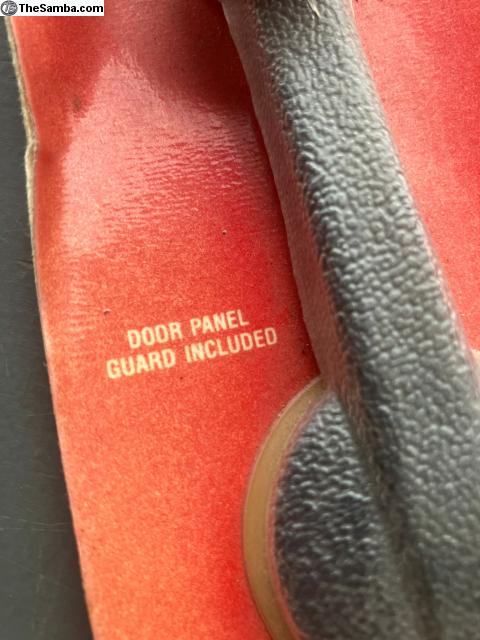 TheSamba.com
DOOR PANEL
GUARD INCLUDED